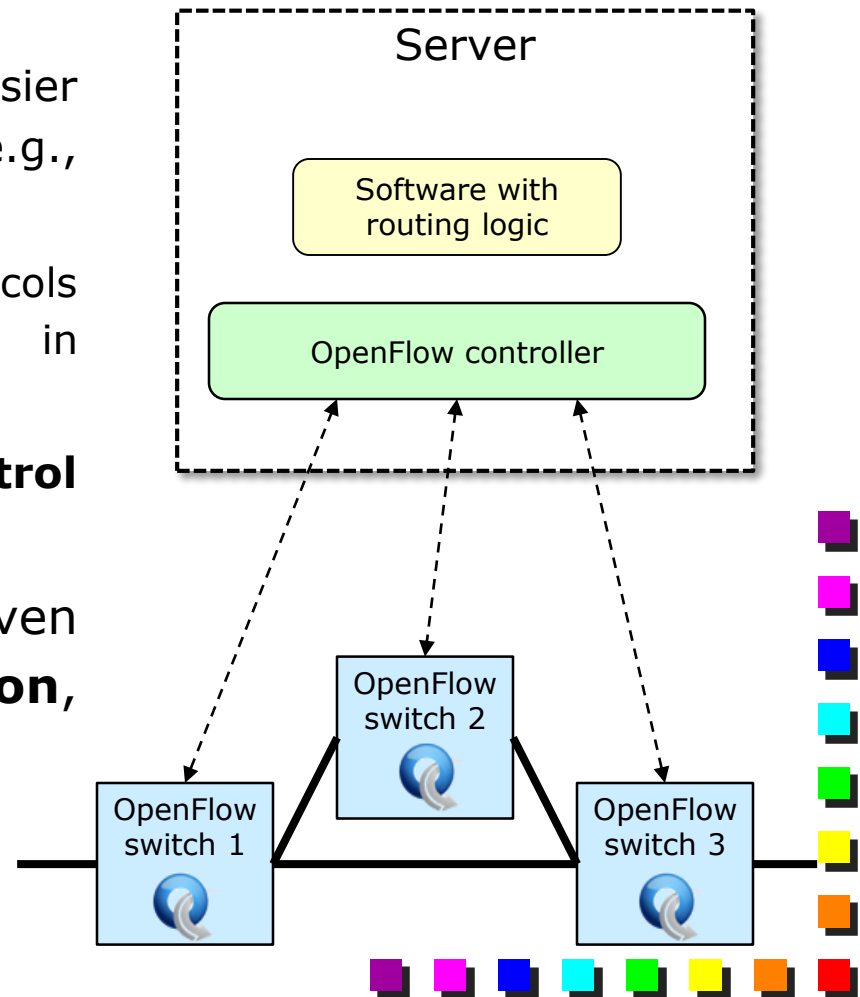 sier
e.g.,
cols
in
trol
ven
on,
Server
Software with
routing logic
OpenFlow controller
OpenFlow
switch 2
OpenFlow
switch 1
OpenFlow
switch 3